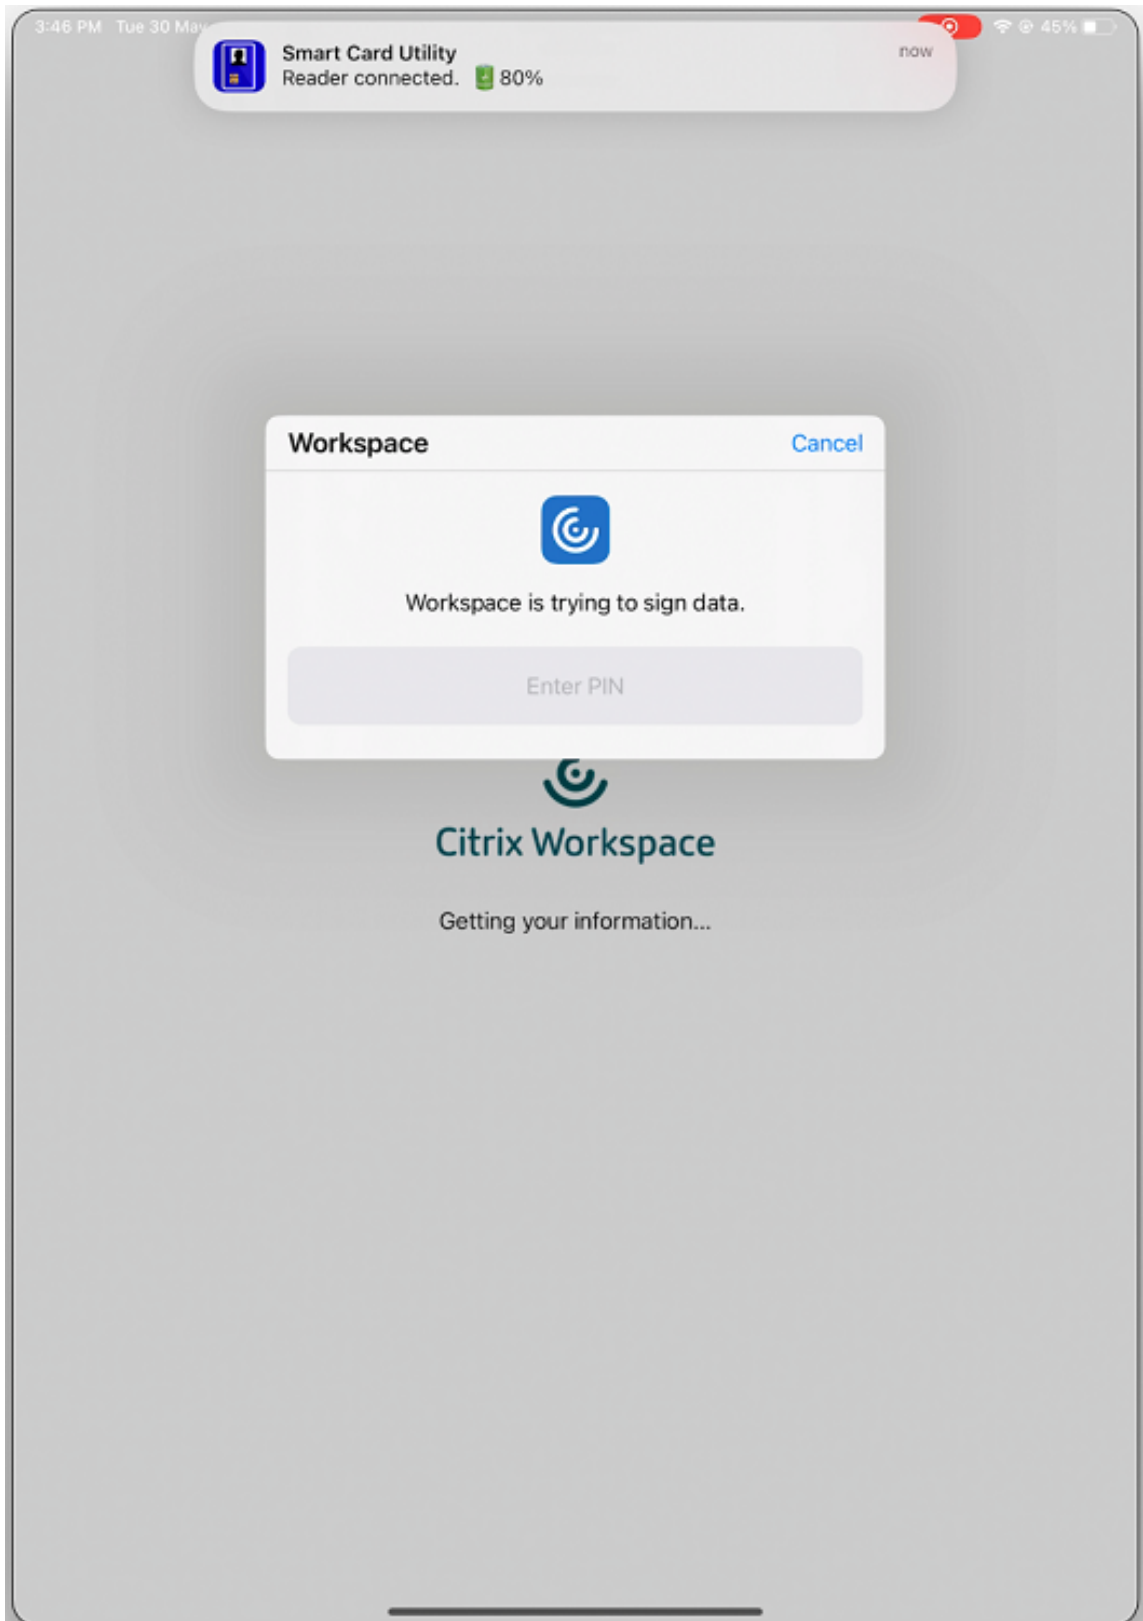 3:46 PM Tue 30 May
45%
Smart Card Utility
now
Reader connected. 80%
Workspace
Cancel
Workspace is trying to sign data.
Enter PIN
Citrix Workspace
Getting your information...